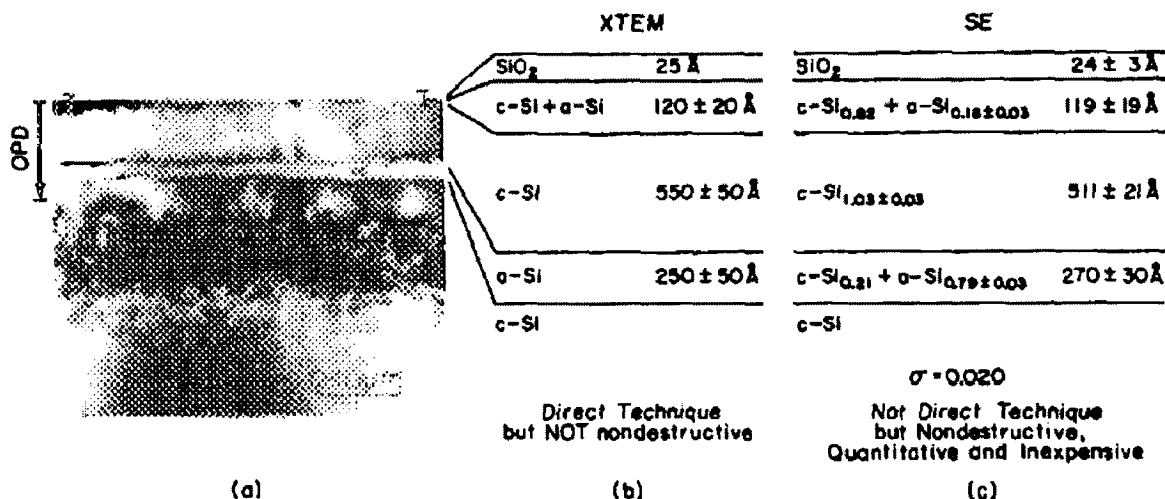 XTEM
SE
SiO₂ 25 Å
SiO₂ 24 ± 3 Å
c-Si + a-Si 120 ± 20 Å
c-Si₀.₈₂ + a-Si₀.₁₈±₀.₀₃ 119 ± 19 Å
OPD
c-Si 550 ± 50 Å
c-Si₁.₀₃±₀.₀₃ 511 ± 21 Å
a-Si 250 ± 50 Å
c-Si₀.₂₁ + a-Si₀.₇₉±₀.₀₃ 270 ± 30 Å
c-Si
c-Si
σ = 0.020
Direct Technique
but NOT nondestructive
Not Direct Technique
but Nondestructive,
Quantitative and Inexpensive
(a)
(b)
(c)